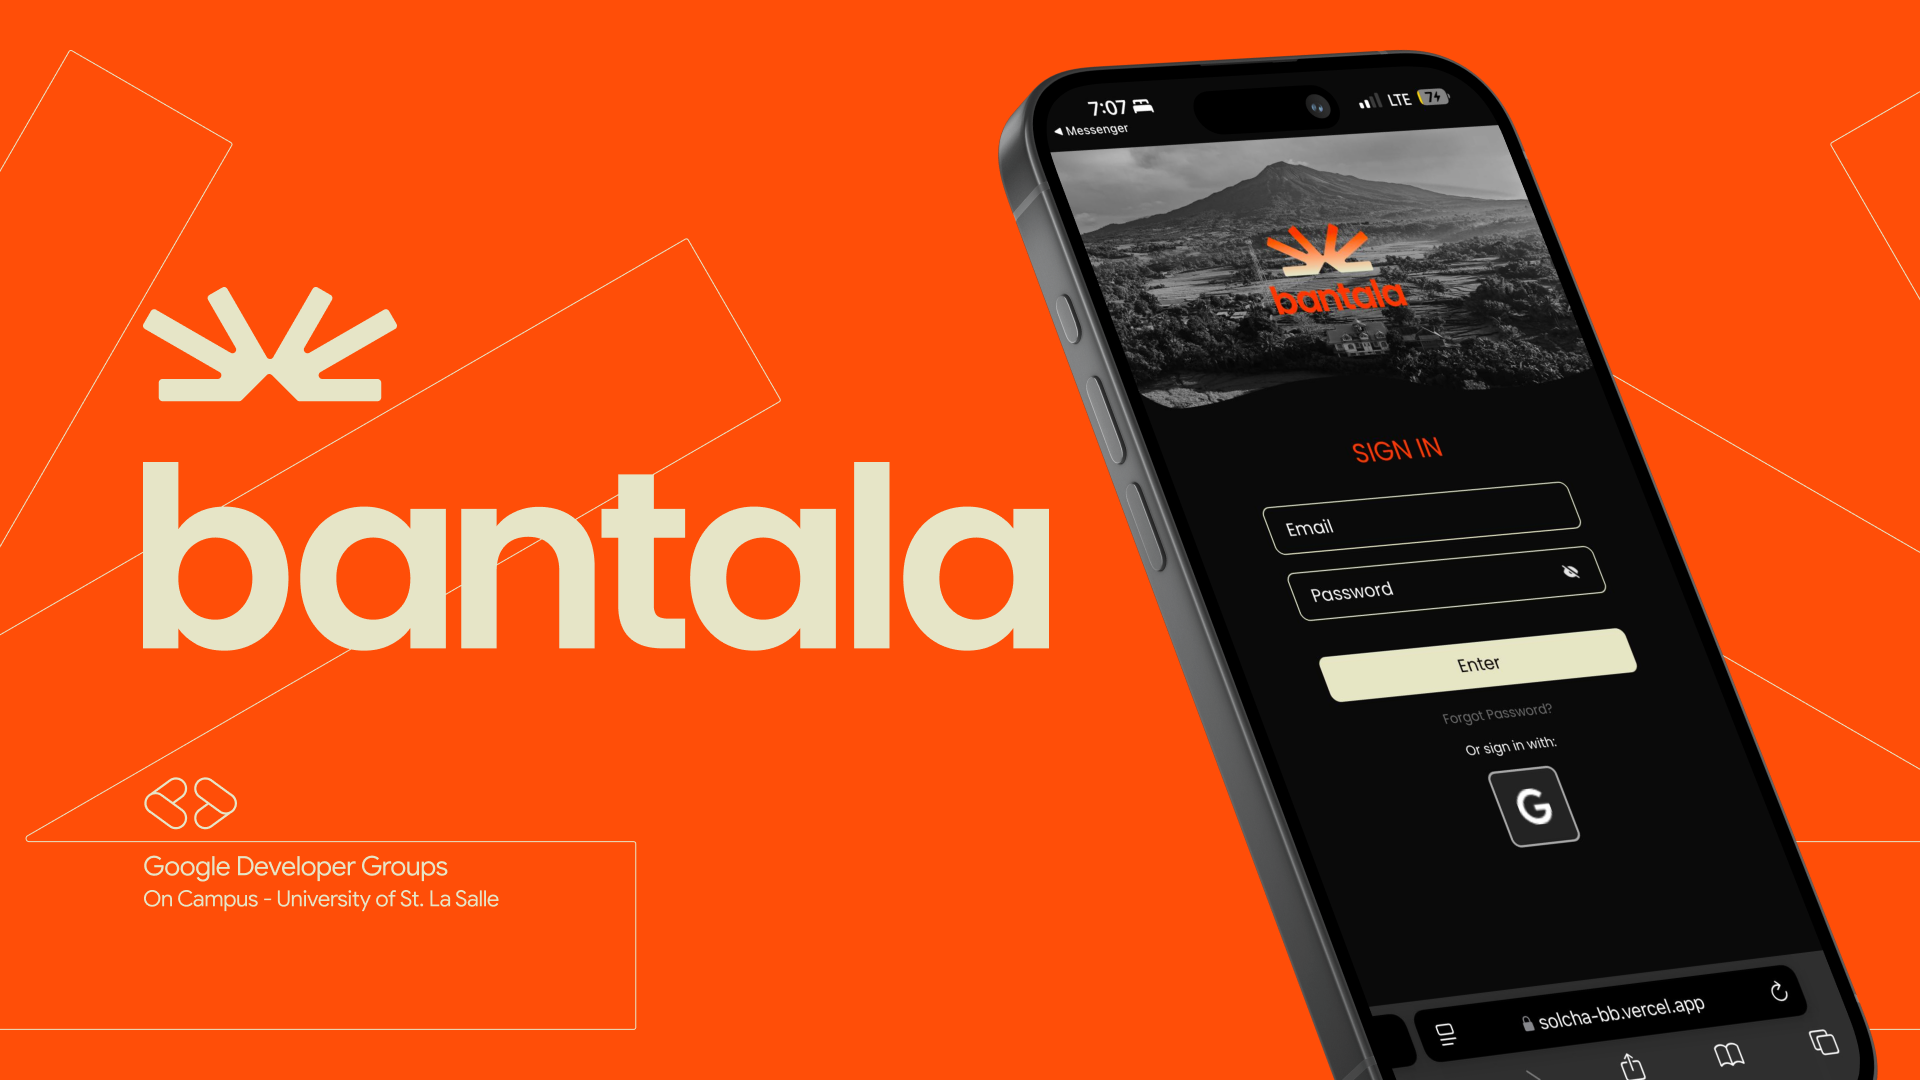 bantala
Google Developer Groups
On Campus - University of St. La Salle
7:07
LTE 74
◀ Messenger
bantala
SIGN IN
Email
Password
Enter
Forgot Password?
Or sign in with:
G
solcha-bb.vercel.app